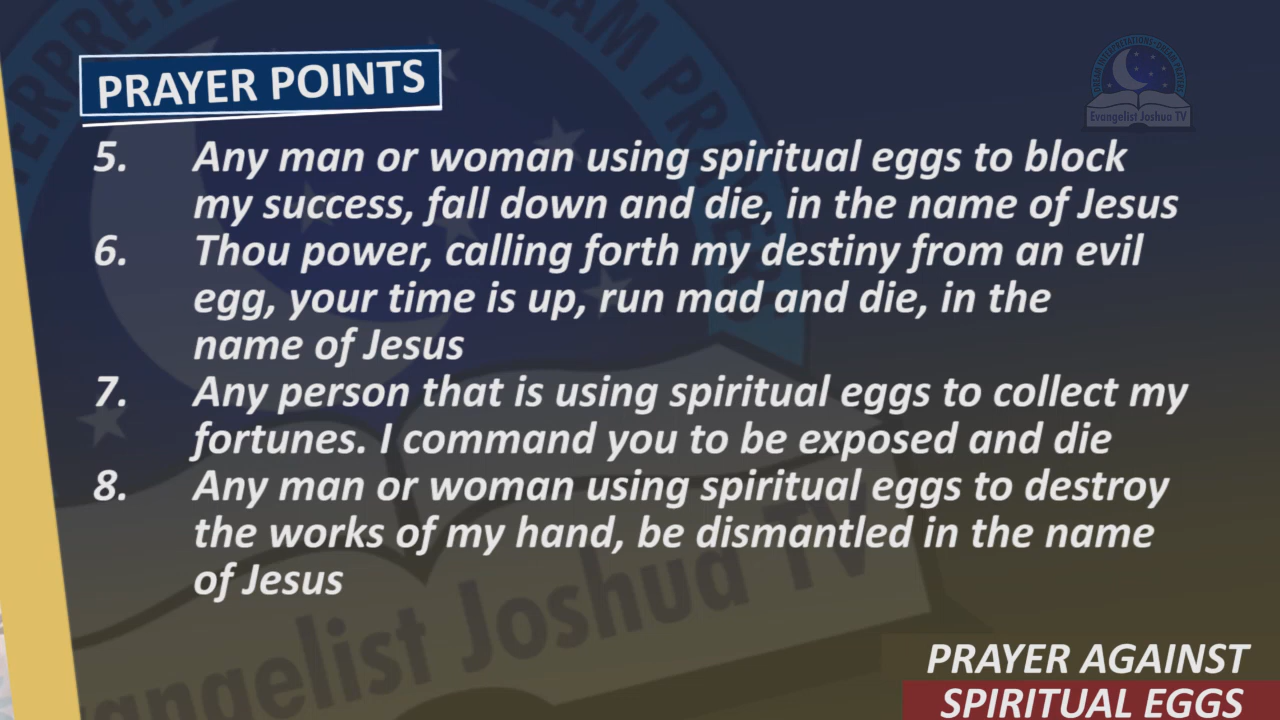 PRAYER POINTS
Evangelist Joshua TV
5. Any man or woman using spiritual eggs to block
my success, fall down and die, in the name of Jesus
6. Thou power, calling forth my destiny from an evil
egg, your time is up, run mad and die, in the
name of Jesus
7. Any person that is using spiritual eggs to collect my
fortunes. I command you to be exposed and die
8. Any man or woman using spiritual eggs to destroy
the works of my hand, be dismantled in the name
of Jesus
angelist Joshua TV
PRAYER AGAINST
SPIRITUAL EGGS